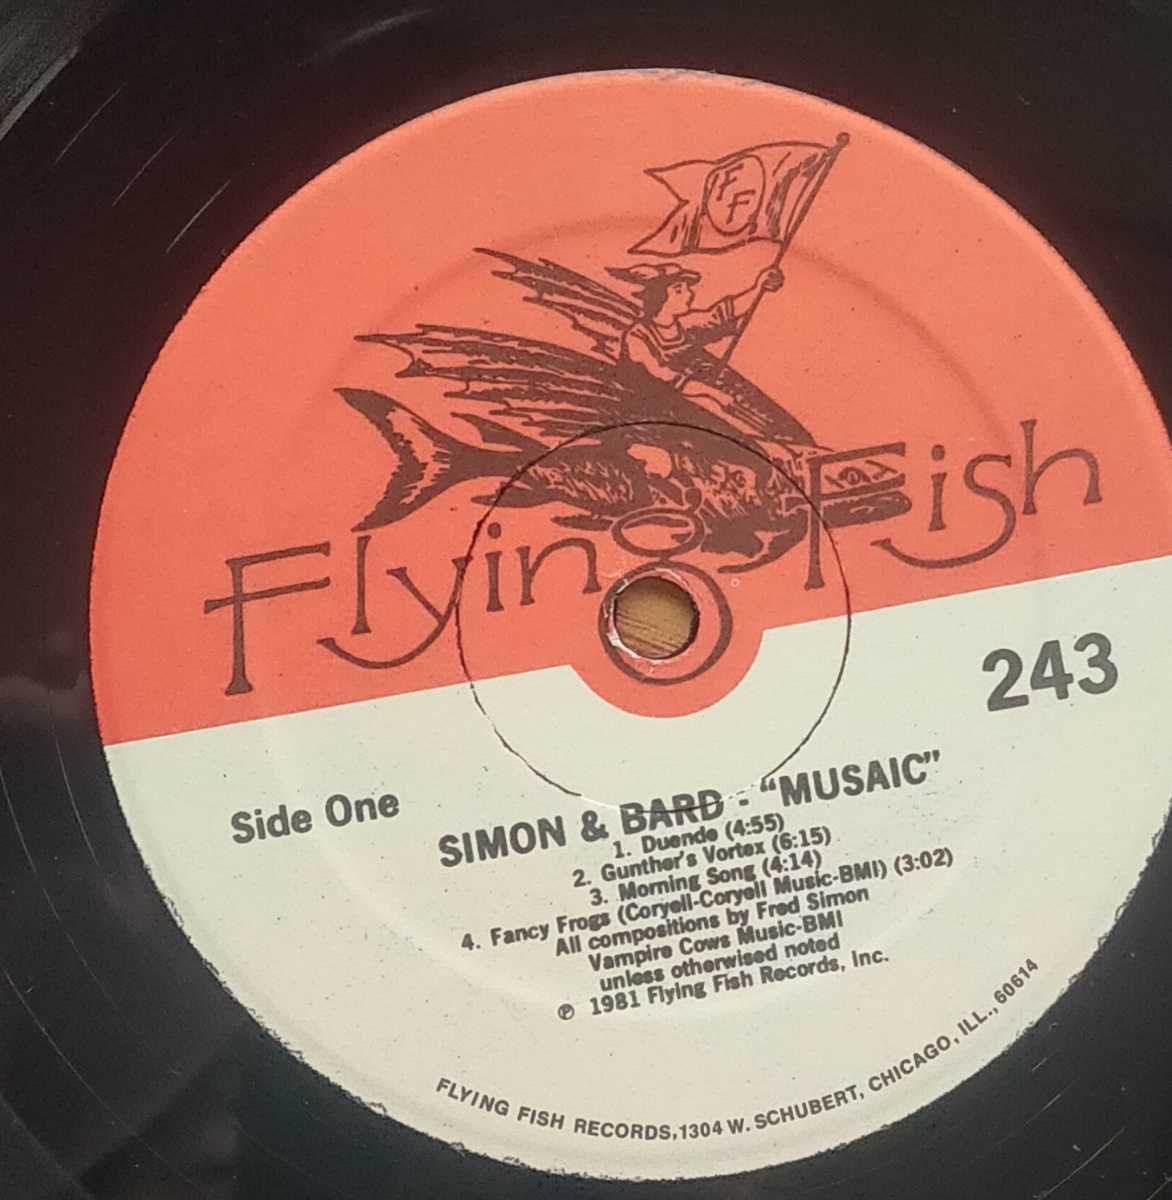 FF
Flying Fish
243
Side One
SIMON & BARD - "MUSAIC"
1. Duende (4:55)
2. Gunther's Vortex (6:15)
3. Morning Song (4:14)
4. Fancy Frogs (Coryell-Coryell Music-BMI) (3:02)
All compositions by Fred Simon
Vampire Cows Music-BMI
unless otherwised noted
℗ 1981 Flying Fish Records, Inc.
FLYING FISH RECORDS, 1304 W. SCHUBERT, CHICAGO, ILL., 60614